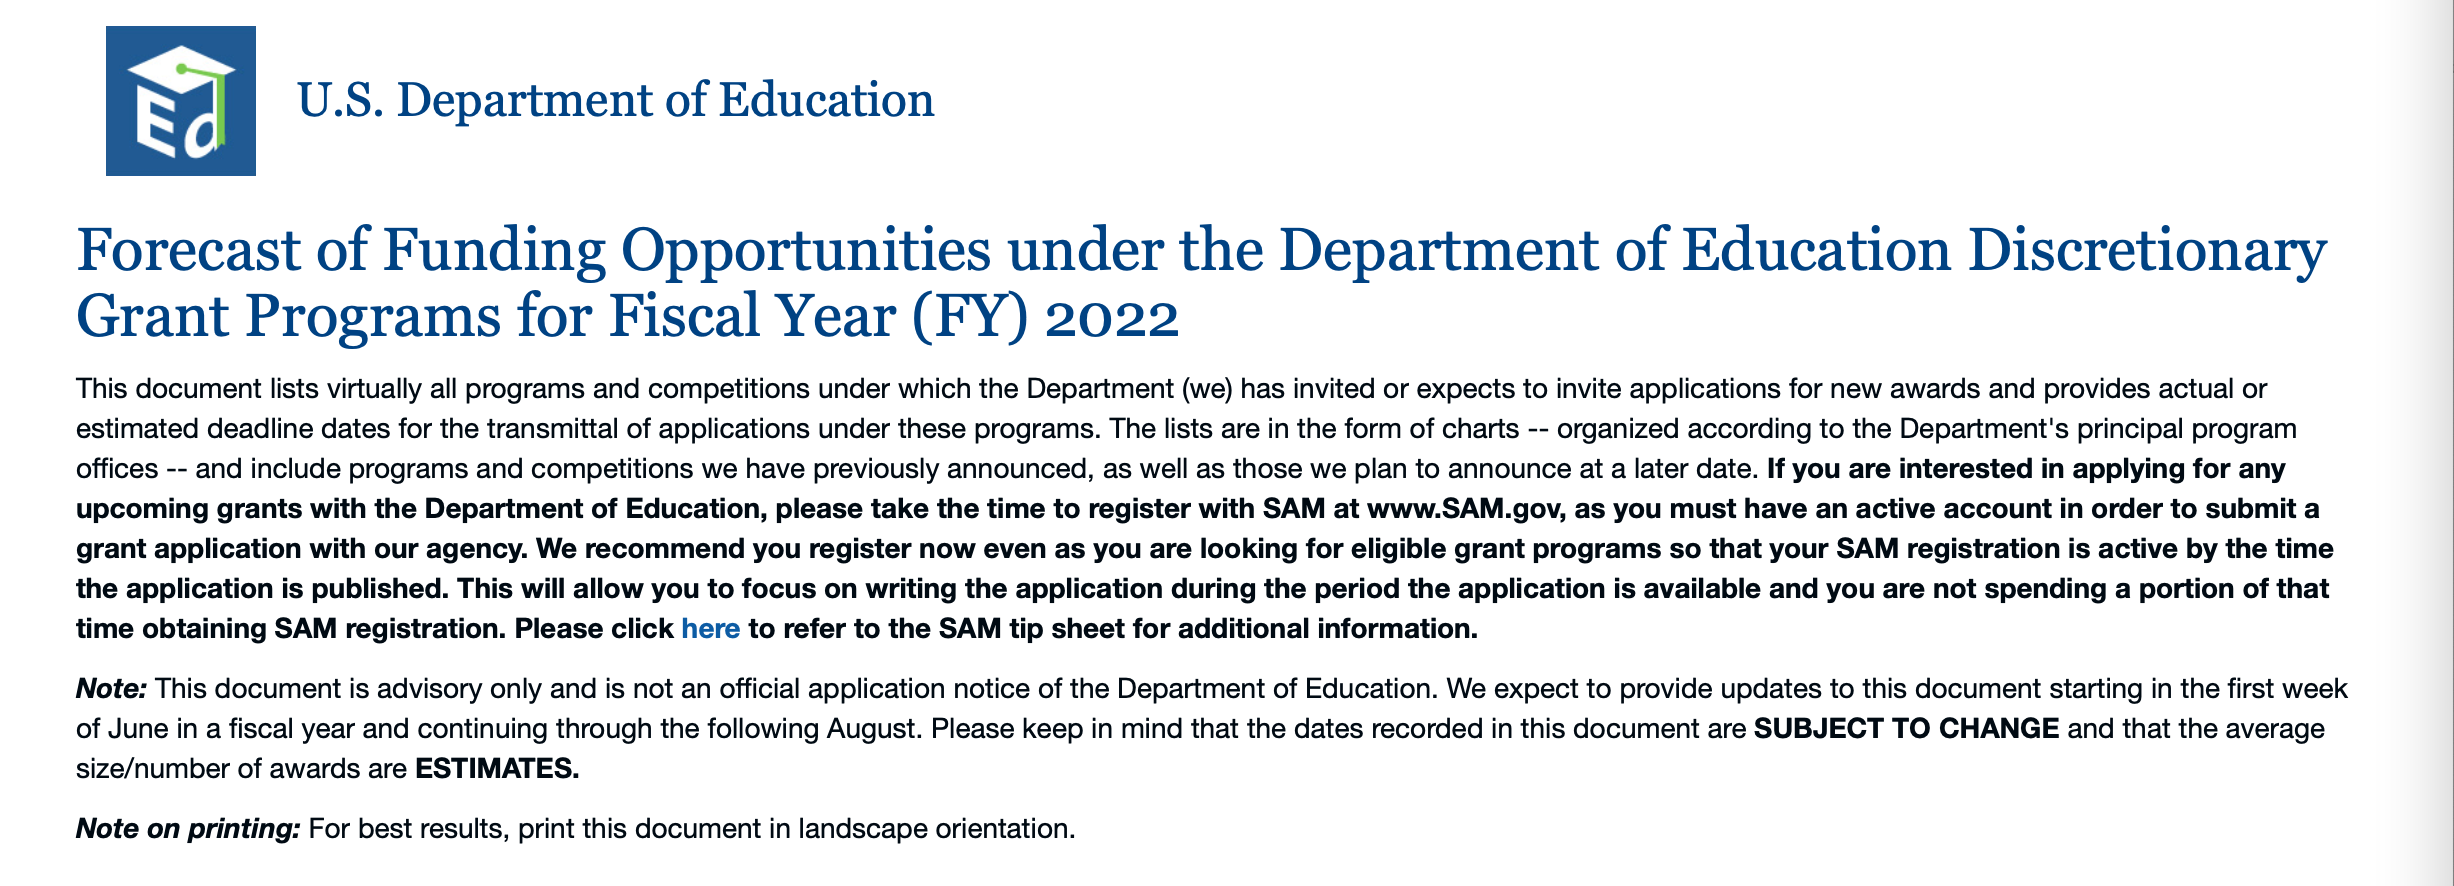 Ed
U.S. Department of Education
Forecast of Funding Opportunities under the Department of Education Discretionary
Grant Programs for Fiscal Year (FY) 2022
This document lists virtually all programs and competitions under which the Department (we) has invited or expects to invite applications for new awards and provides actual or
estimated deadline dates for the transmittal of applications under these programs. The lists are in the form of charts -- organized according to the Department's principal program
offices -- and include programs and competitions we have previously announced, as well as those we plan to announce at a later date. If you are interested in applying for any
upcoming grants with the Department of Education, please take the time to register with SAM at www.SAM.gov, as you must have an active account in order to submit a
grant application with our agency. We recommend you register now even as you are looking for eligible grant programs so that your SAM registration is active by the time
the application is published. This will allow you to focus on writing the application during the period the application is available and you are not spending a portion of that
time obtaining SAM registration. Please click here to refer to the SAM tip sheet for additional information.
Note: This document is advisory only and is not an official application notice of the Department of Education. We expect to provide updates to this document starting in the first week
of June in a fiscal year and continuing through the following August. Please keep in mind that the dates recorded in this document are SUBJECT TO CHANGE and that the average
size/number of awards are ESTIMATES.
Note on printing: For best results, print this document in landscape orientation.